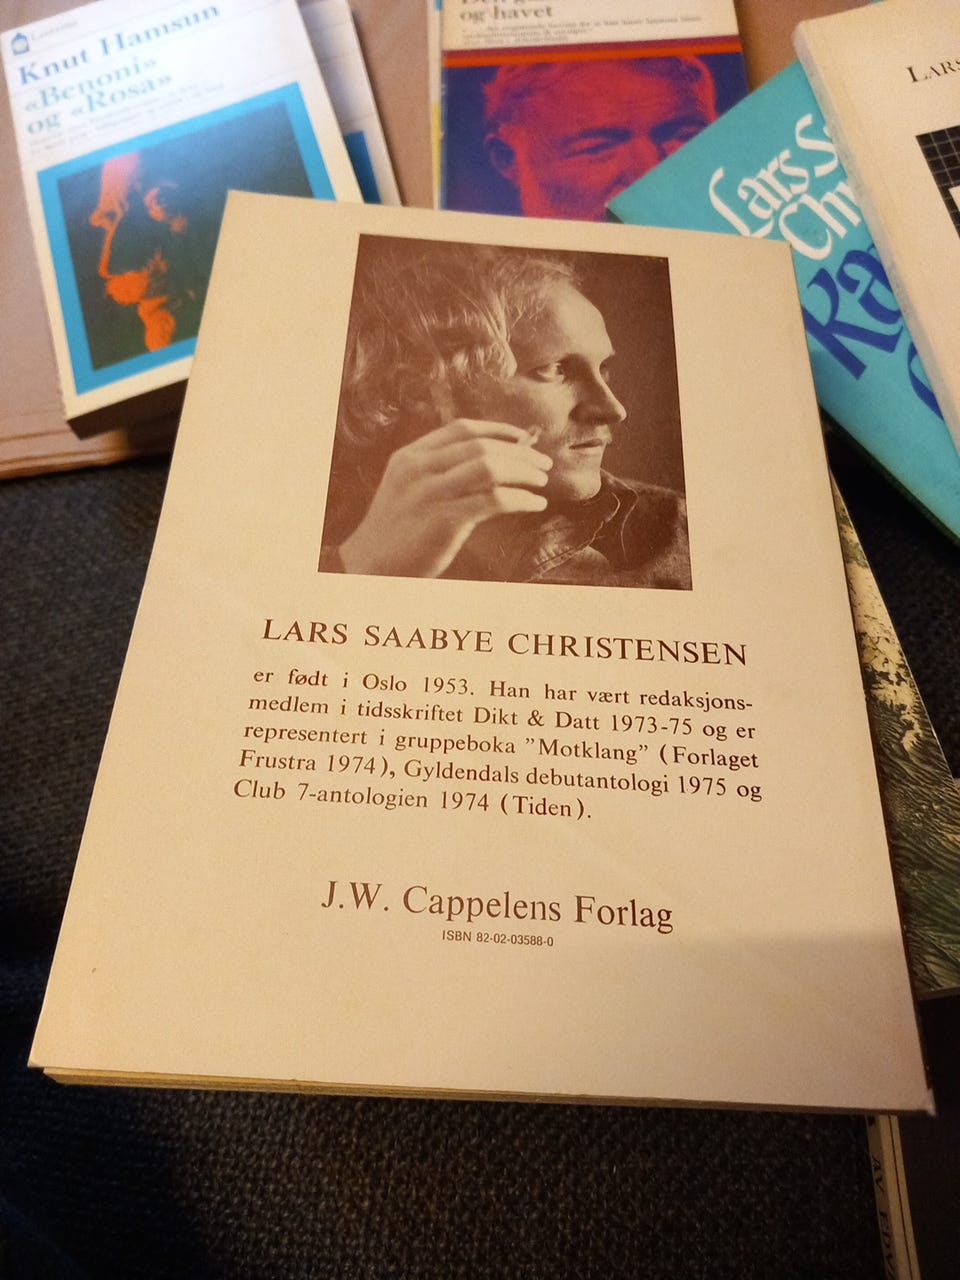 Knut Hamsun
«Benoni»
og «Rosa»
og havet
Lars S
Chr
Ka
LARS
LARS SAABYE CHRISTENSEN
er født i Oslo 1953. Han har vært redaksjons-
medlem i tidsskriftet Dikt & Datt 1973-75 og er
representert i gruppeboka ”Motklang” (Forlaget
Frustra 1974), Gyldendals debutantologi 1975 og
Club 7-antologien 1974 (Tiden).
J.W. Cappelens Forlag
ISBN 82-02-03588-0